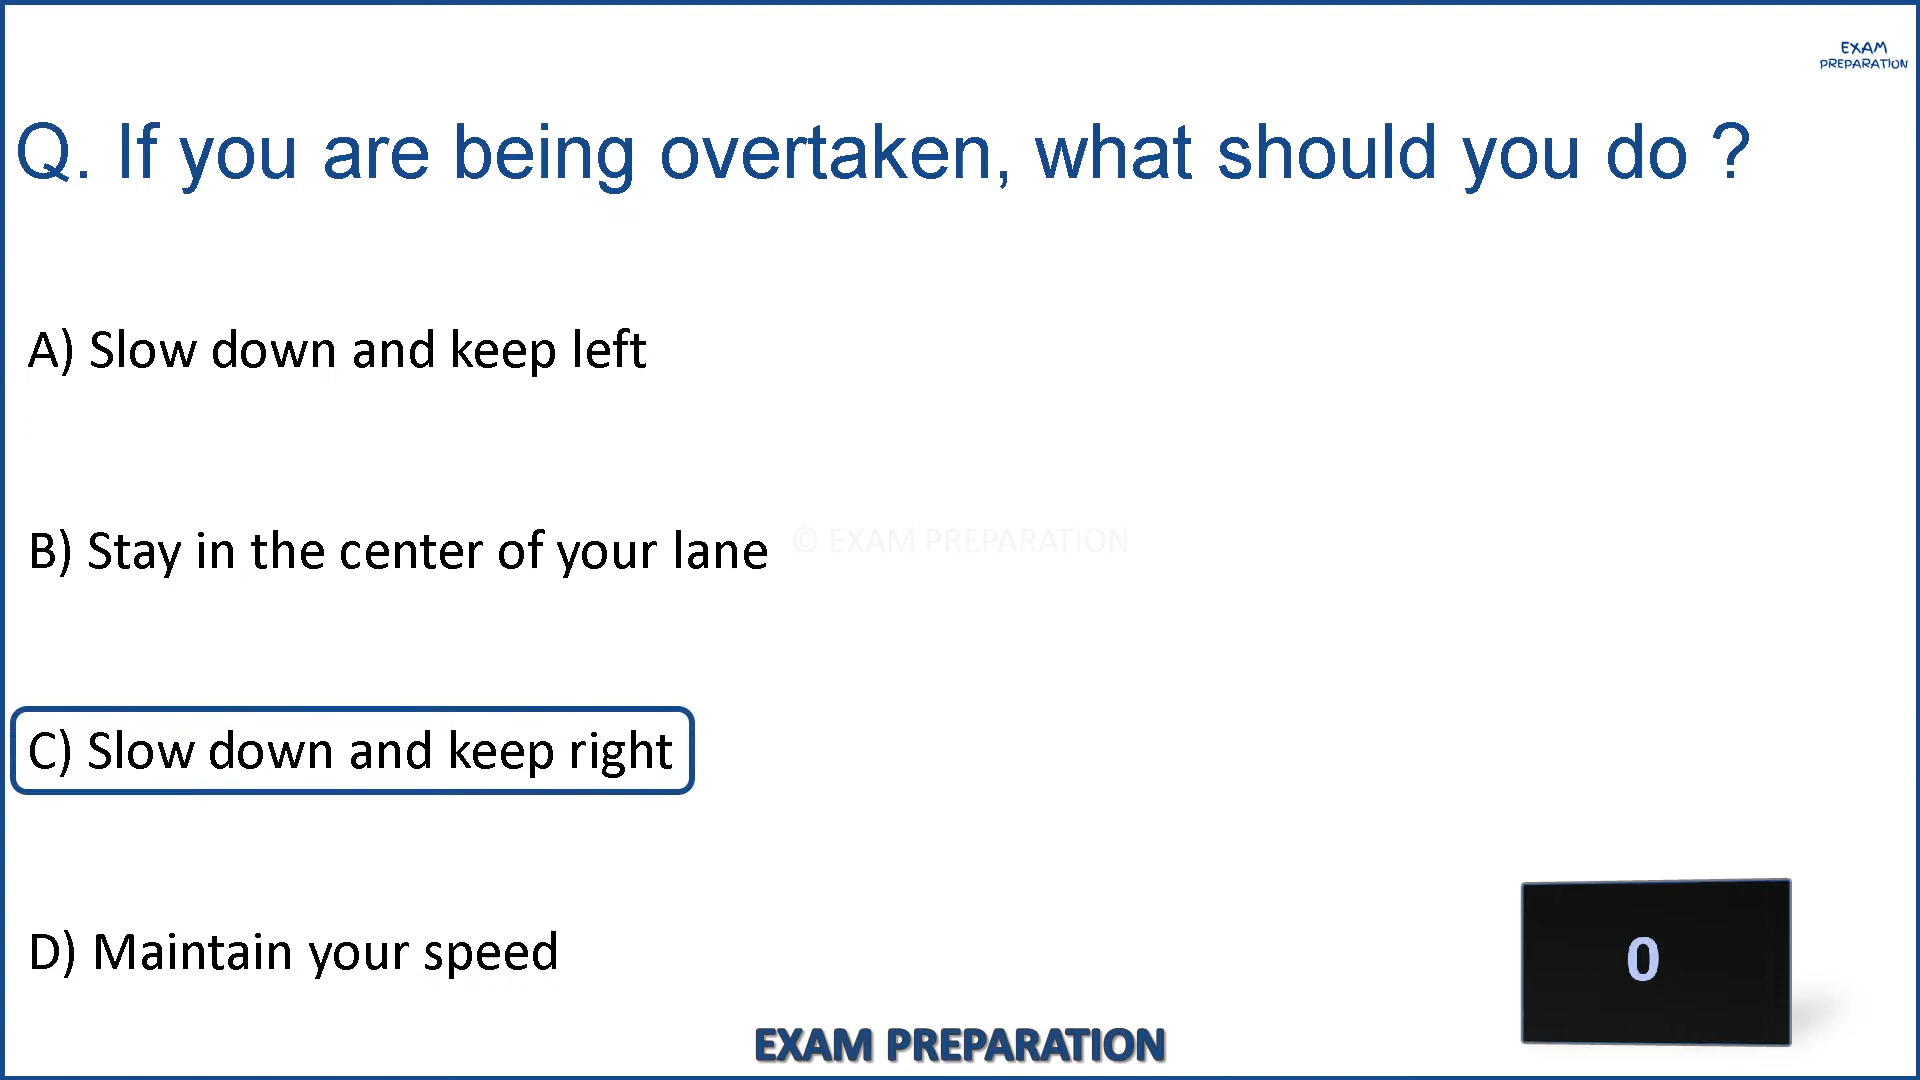 EXAM
PREPARATION
Q. If you are being overtaken, what should you do ?
A) Slow down and keep left
B) Stay in the center of your lane
© EXAM PREPARATION
C) Slow down and keep right
D) Maintain your speed
0
EXAM PREPARATION